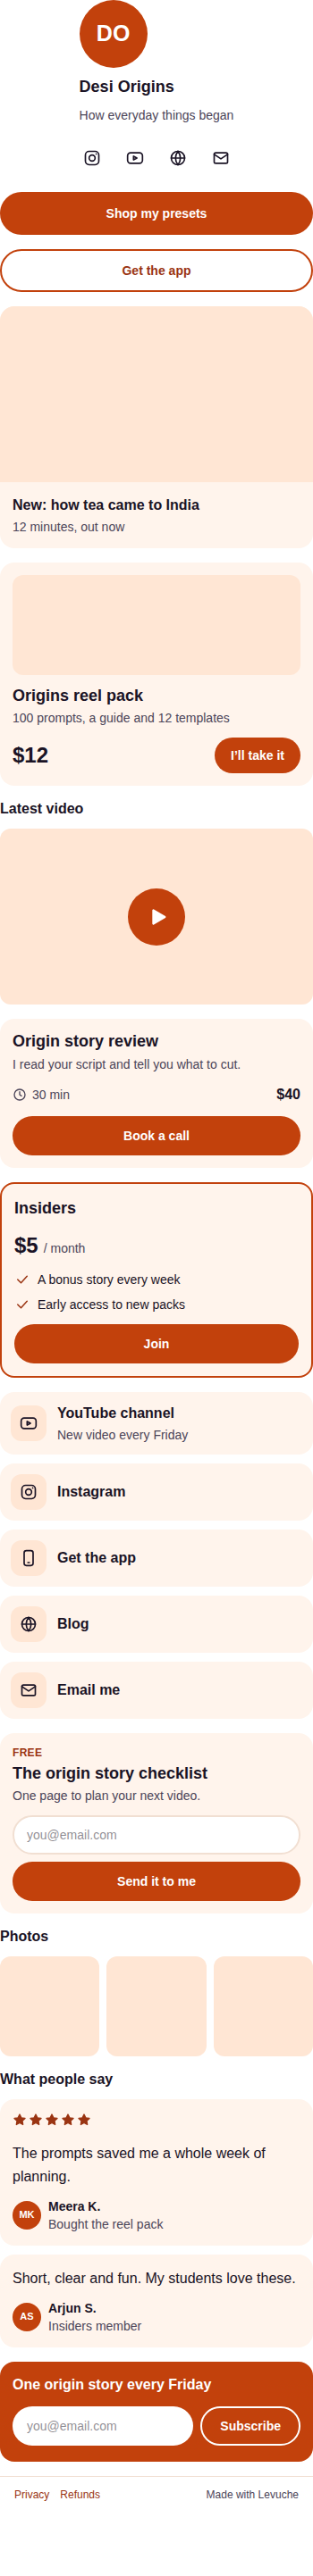 DO
Desi Origins
How everyday things began
Shop my presets
Get the app
New: how tea came to India
12 minutes, out now
Origins reel pack
100 prompts, a guide and 12 templates
$12
I'll take it
Latest video
Origin story review
I read your script and tell you what to cut.
30 min
$40
Book a call
Insiders
$5 / month
A bonus story every week
Early access to new packs
Join
YouTube channel
New video every Friday
Instagram
Get the app
Blog
Email me
FREE
The origin story checklist
One page to plan your next video.
you@email.com
Send it to me
Photos
What people say
The prompts saved me a whole week of
planning.
MK
Meera K.
Bought the reel pack
Short, clear and fun. My students love these.
AS
Arjun S.
Insiders member
One origin story every Friday
you@email.com
Subscribe
Privacy Refunds
Made with Levuche